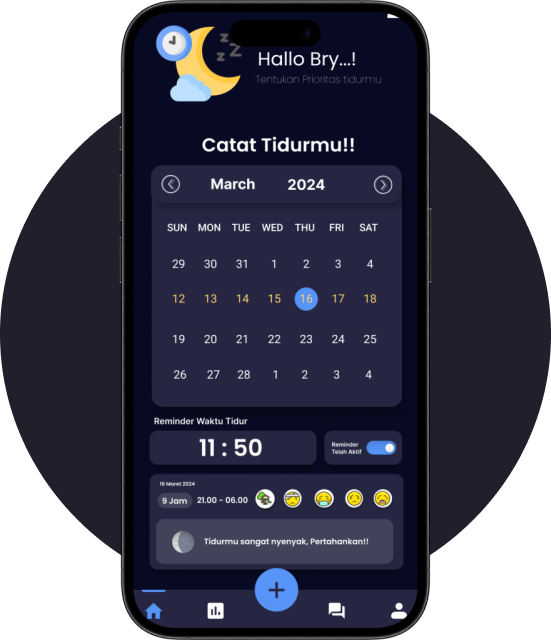 z z z
Hallo Bry...!
Tentukan Prioritas tidurmu
Catat Tidurmu!!
March 2024
SUN MON TUE WED THU FRI SAT
29 30 31 1 2 3 4
12 13 14 15 16 17 18
19 20 21 22 23 24 25
26 27 28 1 2 3 4
Reminder Waktu Tidur
11 : 50
Reminder
Telah Aktif
16 Maret 2024
9 Jam 21.00 - 06.00
Tidurmu sangat nyenyak, Pertahankan!!